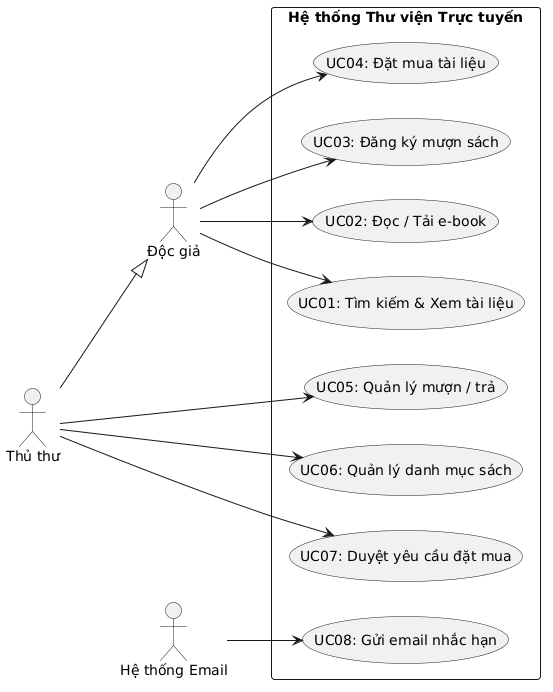 Hệ thống Thư viện Trực tuyến
UC04: Đặt mua tài liệu
UC03: Đăng ký mượn sách
UC02: Đọc / Tải e-book
Độc giả
UC01: Tìm kiếm & Xem tài liệu
UC05: Quản lý mượn / trả
Thủ thư
UC06: Quản lý danh mục sách
UC07: Duyệt yêu cầu đặt mua
UC08: Gửi email nhắc hạn
Hệ thống Email